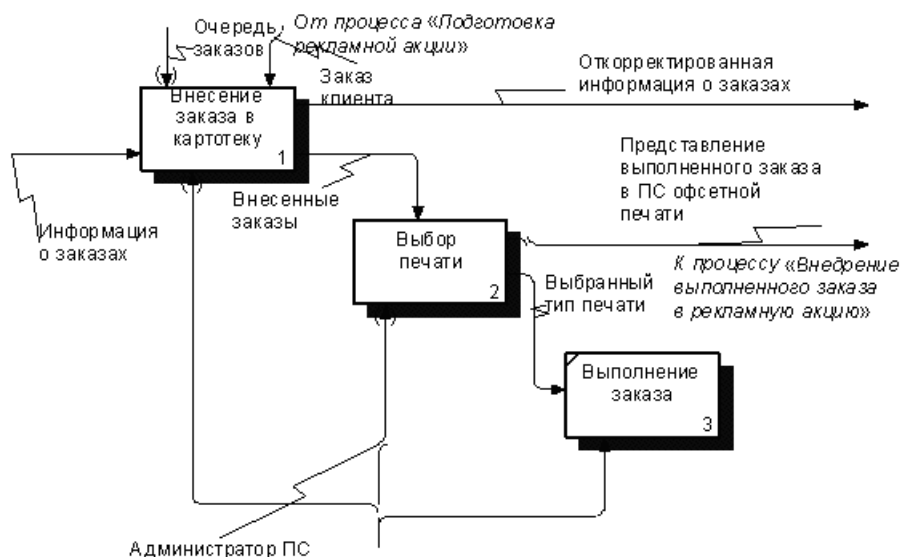 Очередь
заказов
От процесса «Подготовка
рекламной акции»
Заказ
клиента
Откорректированная
информация о заказах
Внесение
заказа в
картотеку
1
Представление
выполненного заказа
в ПС офсетной
печати
Внесенные
заказы
Информация
о заказах
Выбор
печати
2
К процессу «Внедрение
выполненного заказа
в рекламную акцию»
Выбранный
тип печати
Выполнение
заказа
3
Администратор ПС